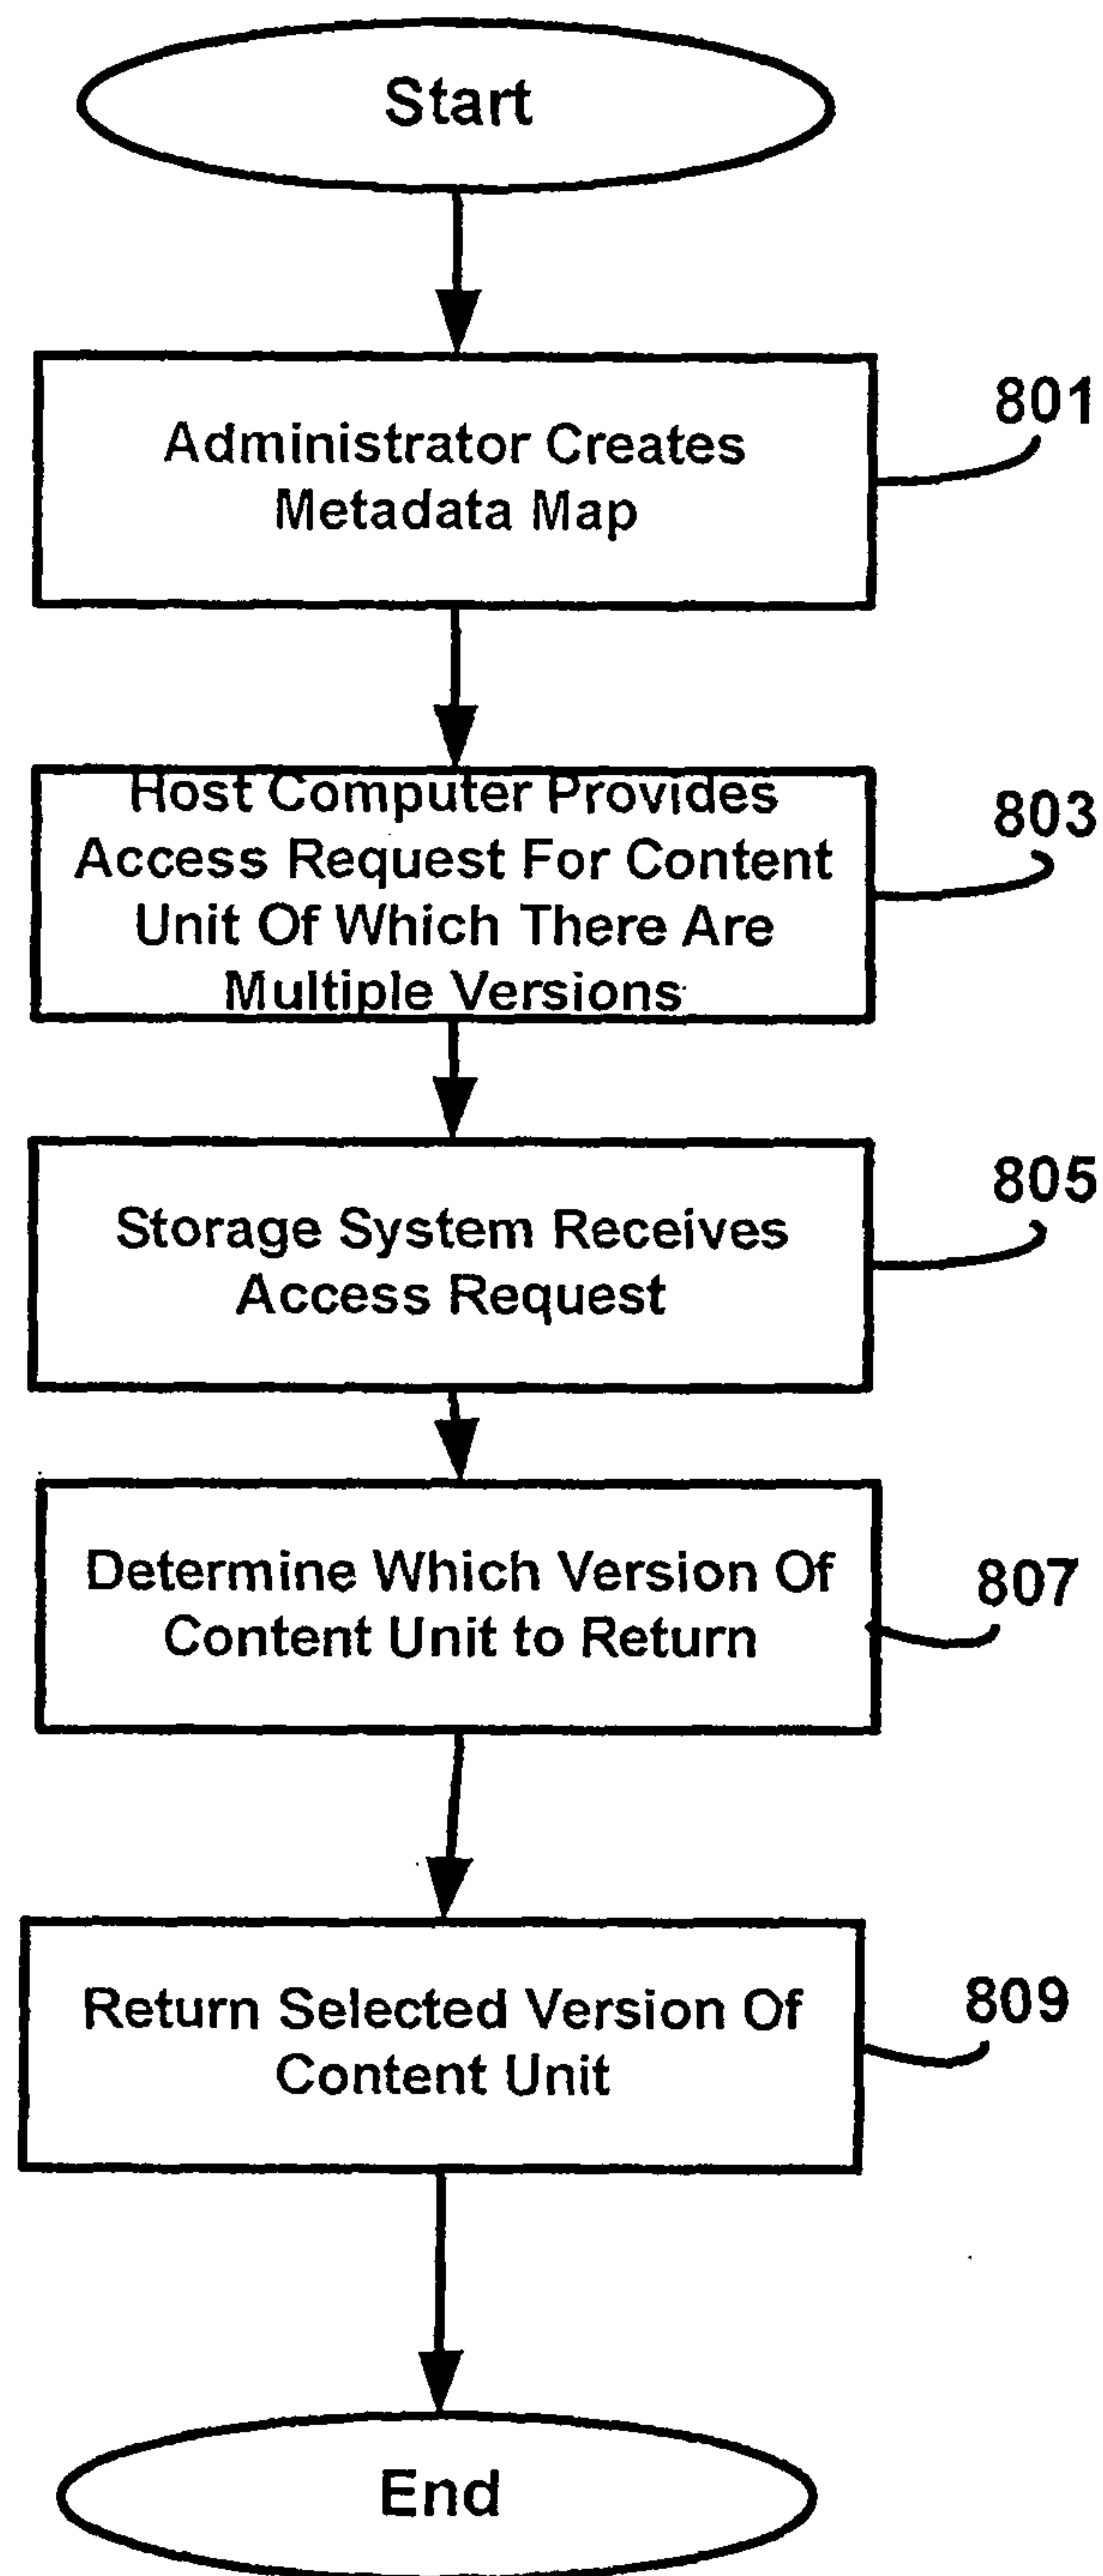 Start
Administrator Creates
Metadata Map
801
Host Computer Provides
Access Request For Content
Unit Of Which There Are
Multiple Versions
803
Storage System Receives
Access Request
805
Determine Which Version Of
Content Unit to Return
807
Return Selected Version Of
Content Unit
809
End